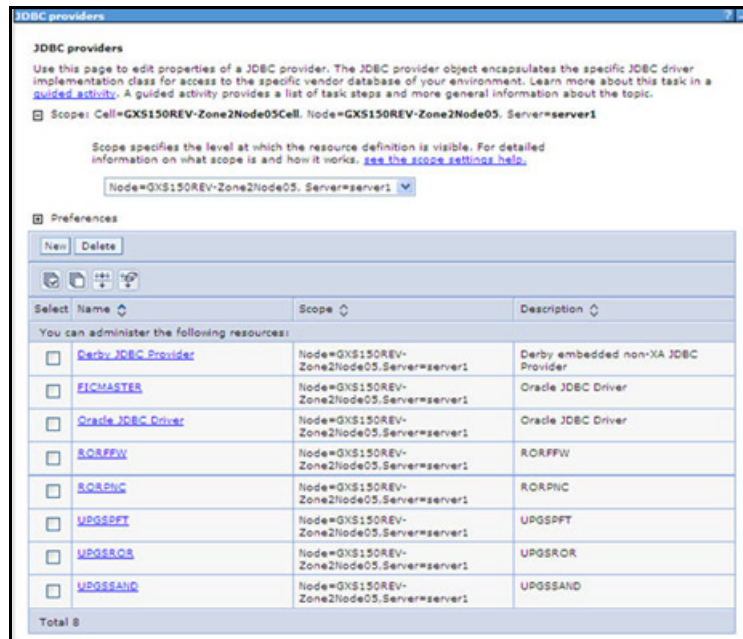 JDBC providers
?
JDBC providers
Use this page to edit properties of a JDBC provider. The JDBC provider object encapsulates the specific JDBC driver
implementation class for access to the specific vendor database of your environment. Learn more about this task in a
guided activity. A guided activity provides a list of task steps and more general information about the topic.
Scope: Cell=GXS150REV-Zone2Node05Cell, Node=GXS150REV-Zone2Node05, Server=server1
Scope specifies the level at which the resource definition is visible. For detailed
information on what scope is and how it works, see the scope settings help.
Node=GXS150REV-Zone2Node05, Server=server1
Preferences
New Delete
Select Name Scope Description
You can administer the following resources:
Derby JDBC Provider Node=GXS150REV-Zone2Node05,Server=server1 Derby embedded non-XA JDBC Provider
FICMASTER Node=GXS150REV-Zone2Node05,Server=server1 Oracle JDBC Driver
Oracle JDBC Driver Node=GXS150REV-Zone2Node05,Server=server1 Oracle JDBC Driver
RORFFW Node=GXS150REV-Zone2Node05,Server=server1 RORFFW
RORPNC Node=GXS150REV-Zone2Node05,Server=server1 RORPNC
UPGSPFT Node=GXS150REV-Zone2Node05,Server=server1 UPGSPFT
UPGSROR Node=GXS150REV-Zone2Node05,Server=server1 UPGSROR
UPGSSAND Node=GXS150REV-Zone2Node05,Server=server1 UPGSSAND
Total 8